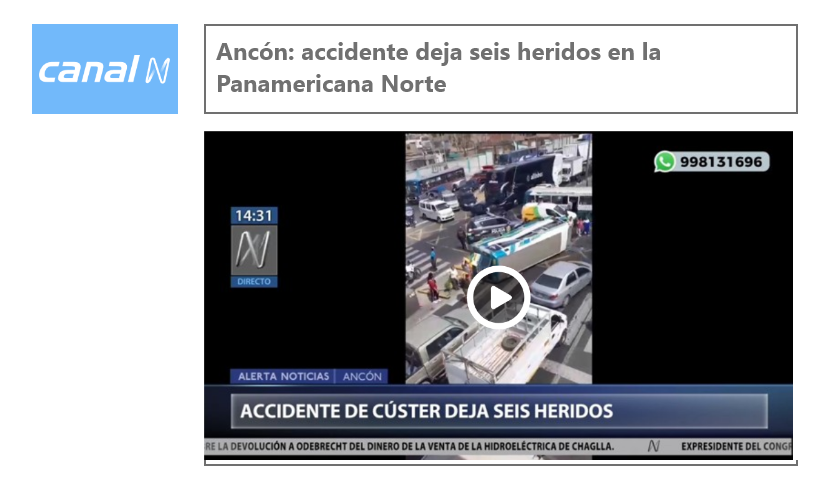 canal N
Ancón: accidente deja seis heridos en la
Panamericana Norte
998131696
14:31
N
DIRECTO
ALERTA NOTICIAS | ANCÓN
ACCIDENTE DE CÚSTER DEJA SEIS HERIDOS
RE LA DEVOLUCIÓN A ODEBRECHT DEL DINERO DE LA VENTA DE LA HIDROELÉCTRICA DE CHAGLLA. N EXPRESIDENTE DEL CONGR